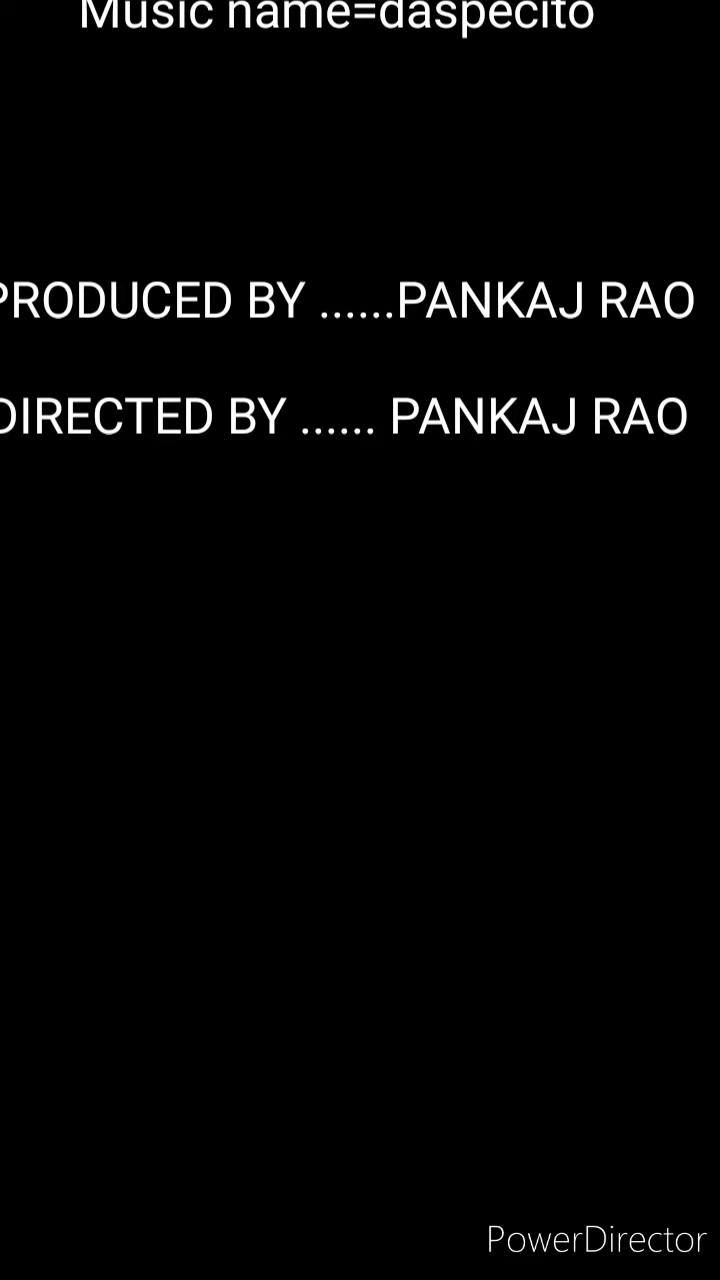 Music name=daspecito
PRODUCED BY ......PANKAJ RAO
DIRECTED BY ...... PANKAJ RAO
PowerDirector